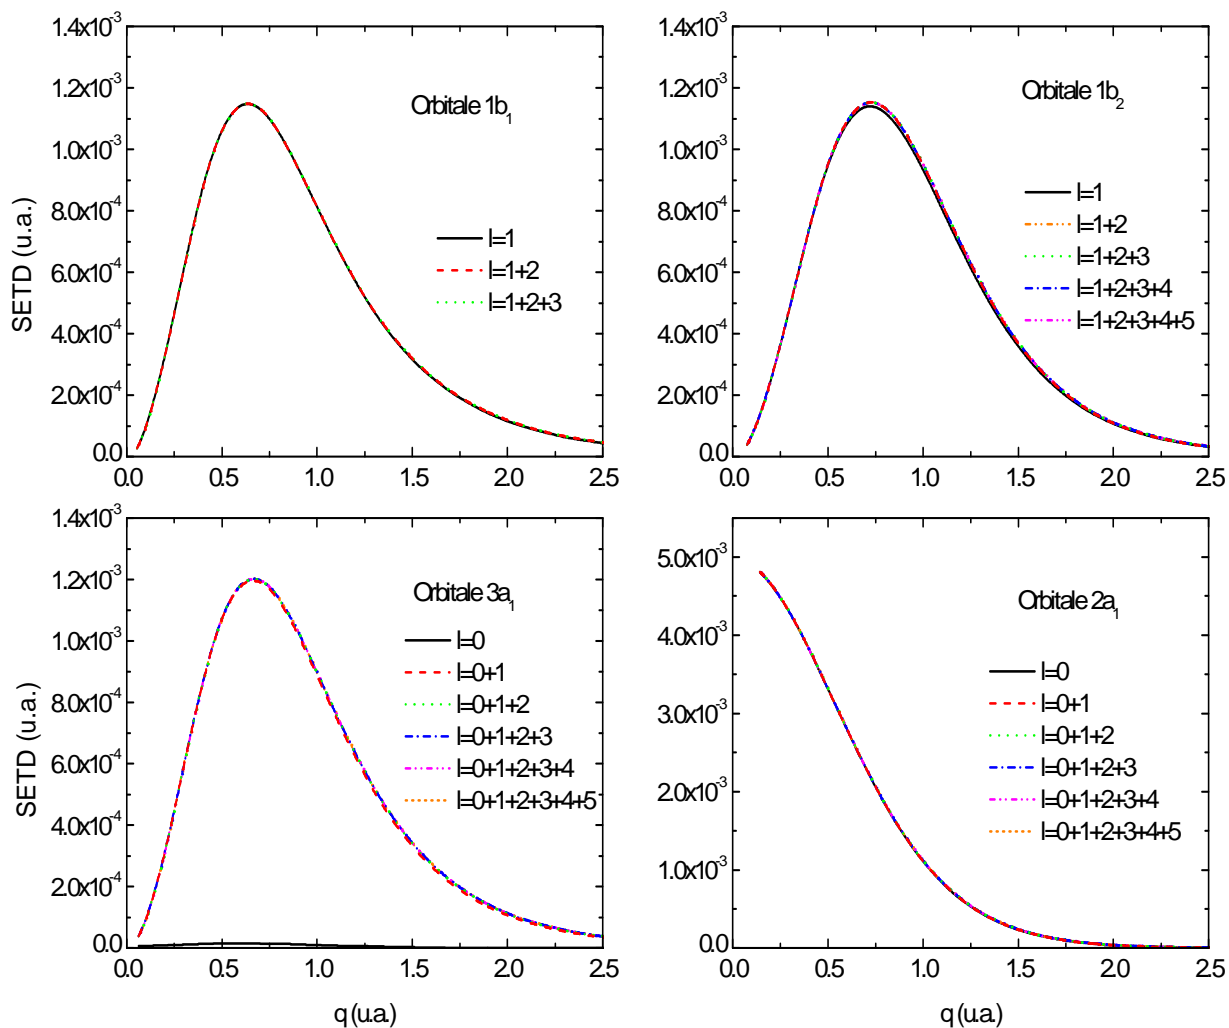 1.4x10⁻³
1.2x10⁻³
1.0x10⁻³
8.0x10⁻⁴
6.0x10⁻⁴
4.0x10⁻⁴
2.0x10⁻⁴
0.0
SETD (u.a.)
Orbitale 1b₁
l=1
l=1+2
l=1+2+3
0.0 0.5 1.0 1.5 2.0 2.5
1.4x10⁻³
1.2x10⁻³
1.0x10⁻³
8.0x10⁻⁴
6.0x10⁻⁴
4.0x10⁻⁴
2.0x10⁻⁴
0.0
Orbitale 1b₂
l=1
l=1+2
l=1+2+3
l=1+2+3+4
l=1+2+3+4+5
0.0 0.5 1.0 1.5 2.0 2.5
1.4x10⁻³
1.2x10⁻³
1.0x10⁻³
8.0x10⁻⁴
6.0x10⁻⁴
4.0x10⁻⁴
2.0x10⁻⁴
0.0
SETD (u.a.)
Orbitale 3a₁
l=0
l=0+1
l=0+1+2
l=0+1+2+3
l=0+1+2+3+4
l=0+1+2+3+4+5
0.0 0.5 1.0 1.5 2.0 2.5
q (u.a.)
5.0x10⁻³
4.0x10⁻³
3.0x10⁻³
2.0x10⁻³
1.0x10⁻³
0.0
Orbitale 2a₁
l=0
l=0+1
l=0+1+2
l=0+1+2+3
l=0+1+2+3+4
l=0+1+2+3+4+5
0.0 0.5 1.0 1.5 2.0 2.5
q (u.a.)